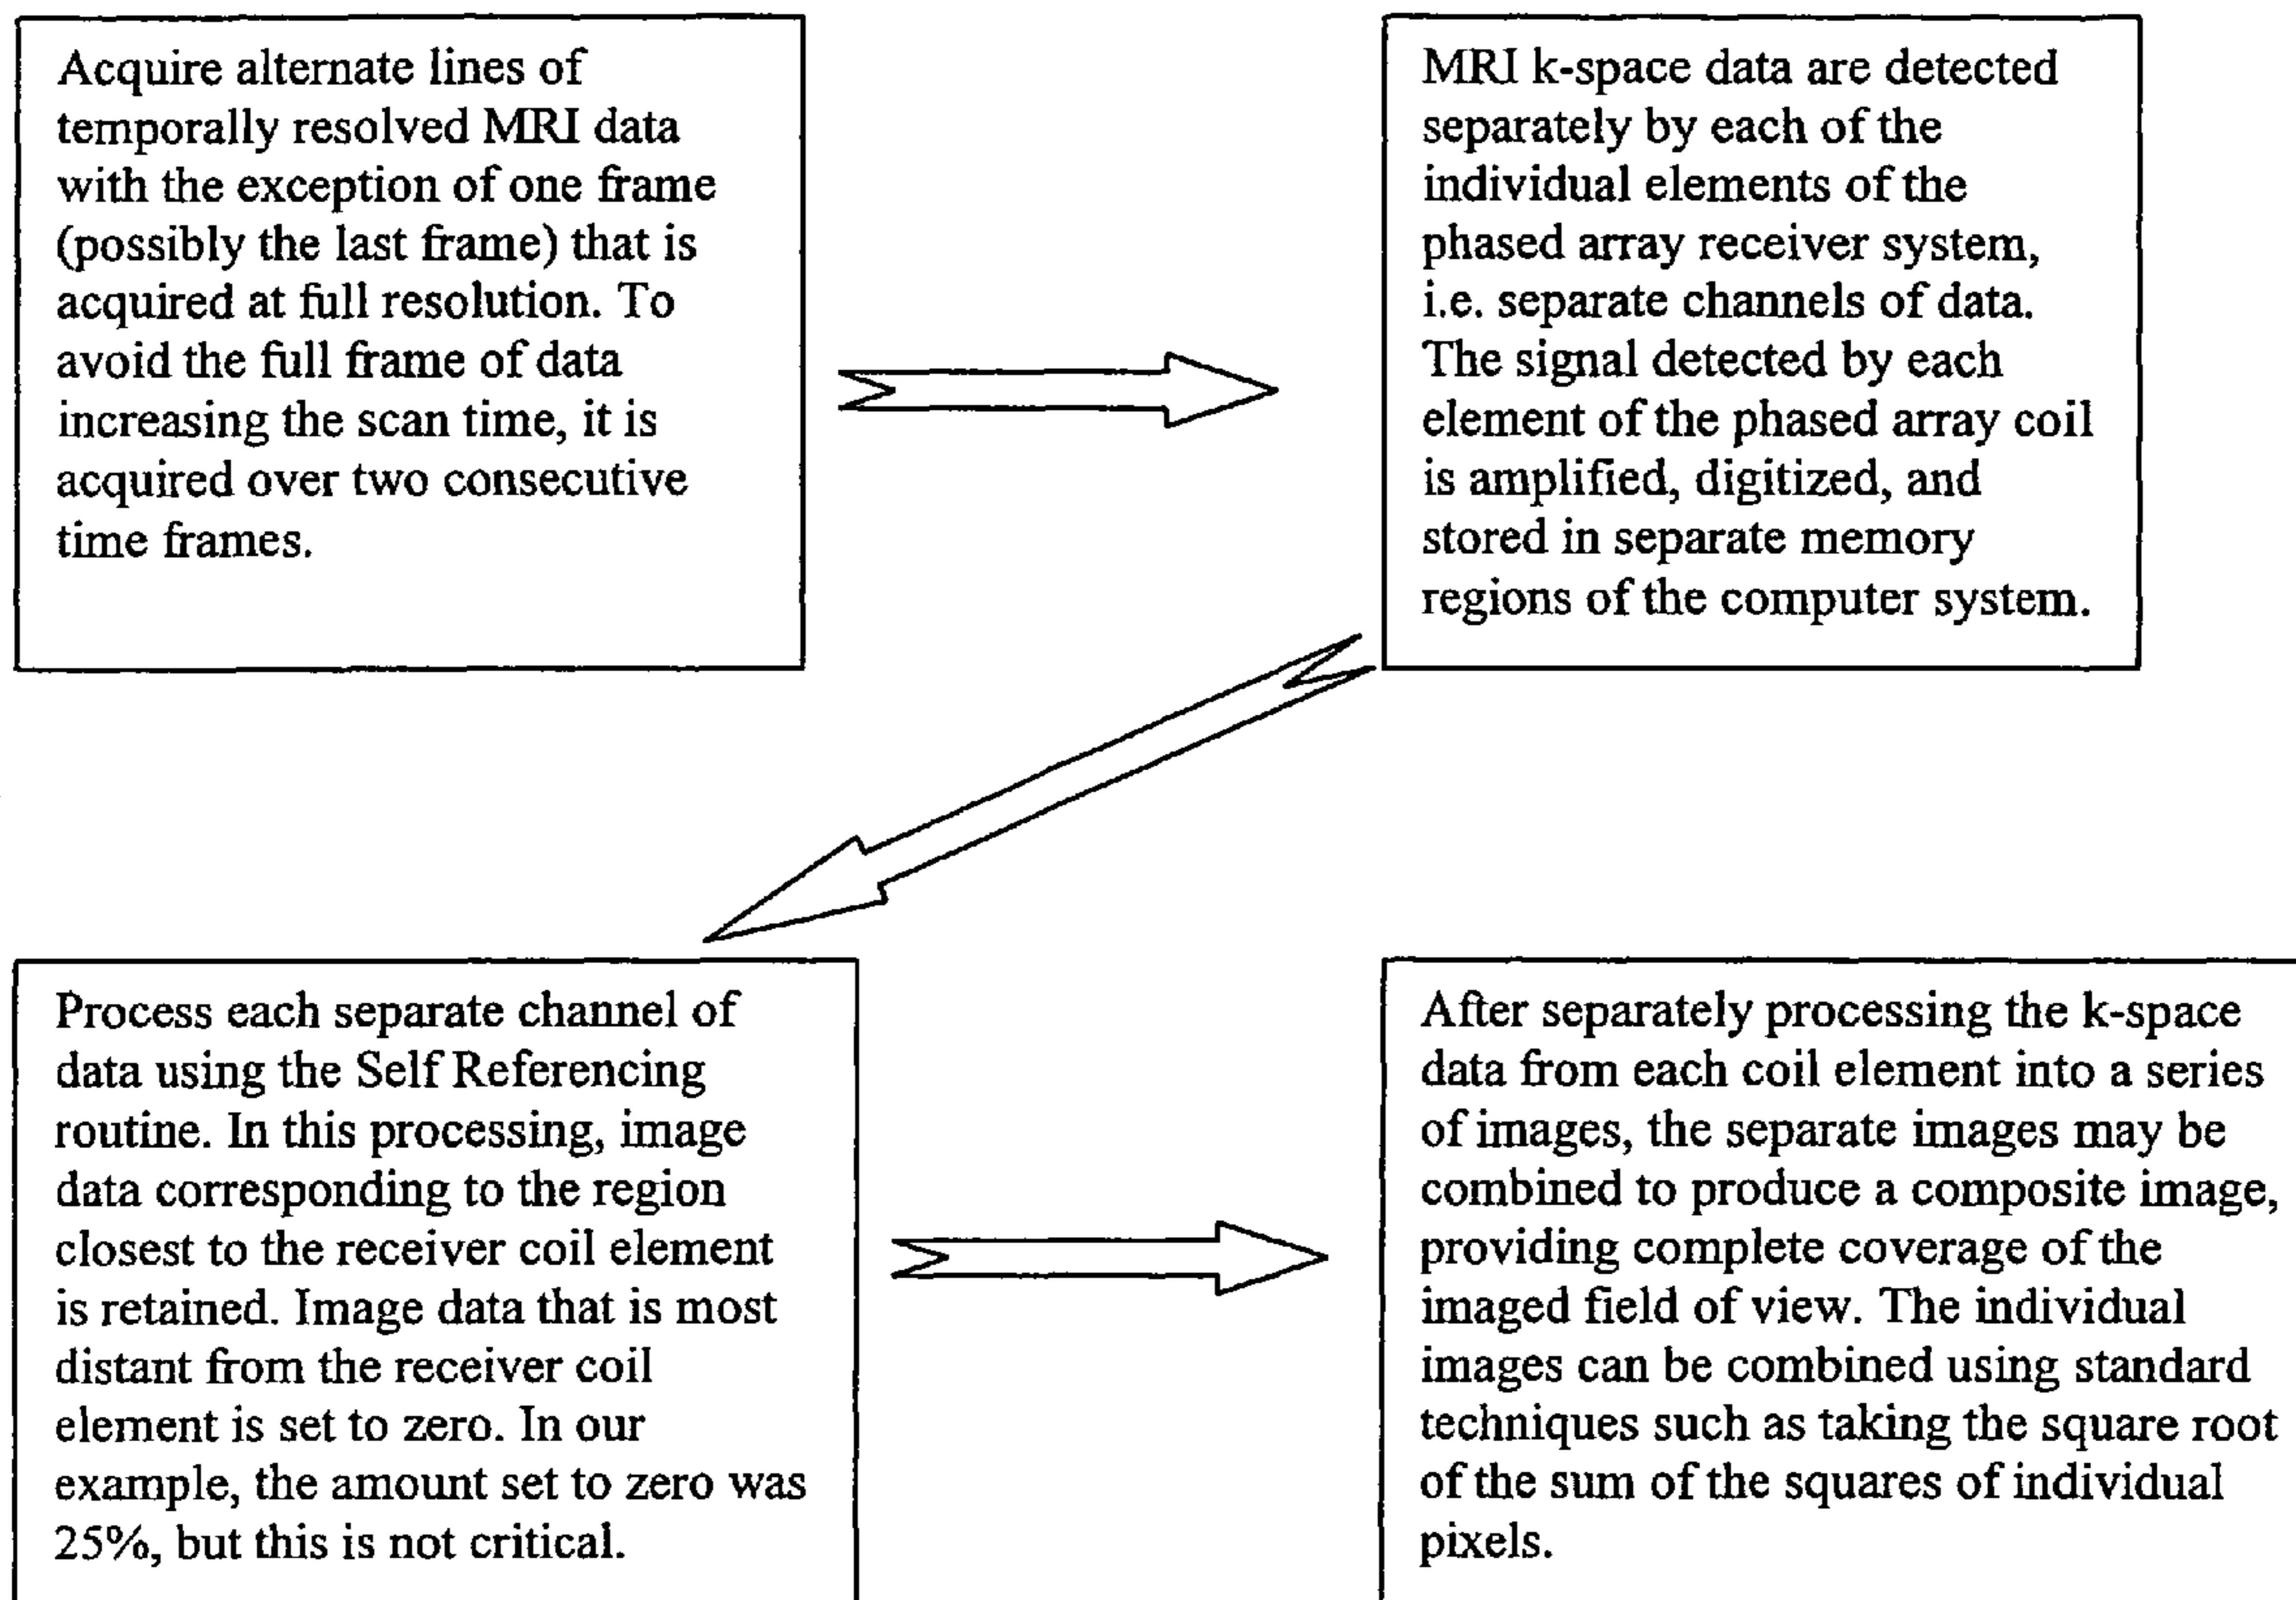 Acquire alternate lines of
temporally resolved MRI data
with the exception of one frame
(possibly the last frame) that is
acquired at full resolution. To
avoid the full frame of data
increasing the scan time, it is
acquired over two consecutive
time frames.
MRI k-space data are detected
separately by each of the
individual elements of the
phased array receiver system,
i.e. separate channels of data.
The signal detected by each
element of the phased array coil
is amplified, digitized, and
stored in separate memory
regions of the computer system.
Process each separate channel of
data using the Self Referencing
routine. In this processing, image
data corresponding to the region
closest to the receiver coil element
is retained. Image data that is most
distant from the receiver coil
element is set to zero. In our
example, the amount set to zero was
25%, but this is not critical.
After separately processing the k-space
data from each coil element into a series
of images, the separate images may be
combined to produce a composite image,
providing complete coverage of the
imaged field of view. The individual
images can be combined using standard
techniques such as taking the square root
of the sum of the squares of individual
pixels.